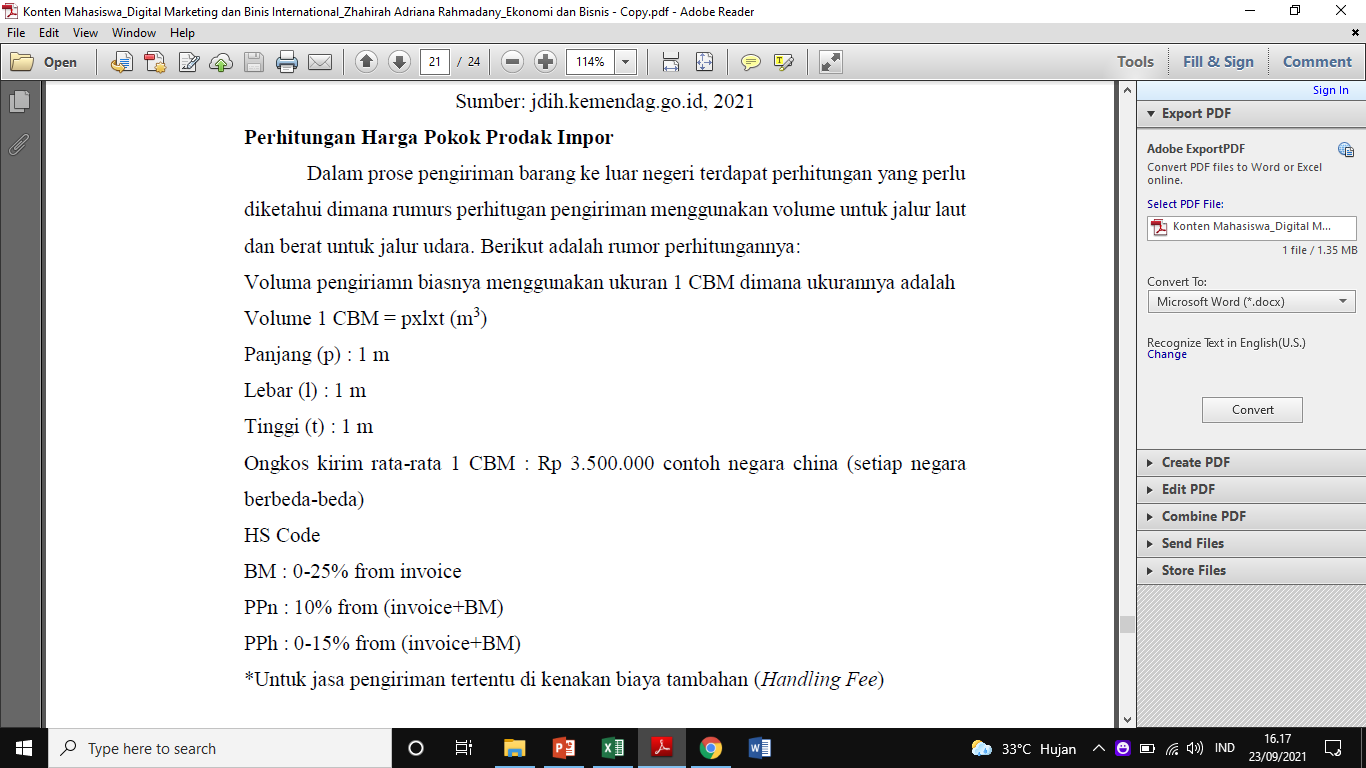 Konten Mahasiswa_Digital Marketing dan Binis International_Zhahirah Adriana Rahmadany_Ekonomi dan Bisnis - Copy.pdf - Adobe Reader
File Edit View Window Help
Open 21 / 24 114% Tools Fill & Sign Comment
Sumber: jdih.kemendag.go.id, 2021
Perhitungan Harga Pokok Prodak Impor
Dalam prose pengiriman barang ke luar negeri terdapat perhitungan yang perlu
diketahui dimana rumurs perhitugan pengiriman menggunakan volume untuk jalur laut
dan berat untuk jalur udara. Berikut adalah rumor perhitungannya:
Voluma pengiriamn biasnya menggunakan ukuran 1 CBM dimana ukurannya adalah
Volume 1 CBM = pxlxt (m³)
Panjang (p) : 1 m
Lebar (l) : 1 m
Tinggi (t) : 1 m
Ongkos kirim rata-rata 1 CBM : Rp 3.500.000 contoh negara china (setiap negara
berbeda-beda)
HS Code
BM : 0-25% from invoice
PPn : 10% from (invoice+BM)
PPh : 0-15% from (invoice+BM)
*Untuk jasa pengiriman tertentu di kenakan biaya tambahan (Handling Fee)
Sign In
Export PDF
Adobe ExportPDF
Convert PDF files to Word or Excel
online.
Select PDF File:
Konten Mahasiswa_Digital M...
1 file / 1.35 MB
Convert To:
Microsoft Word (*.docx)
Recognize Text in English(U.S.)
Change
Convert
Create PDF
Edit PDF
Combine PDF
Send Files
Store Files
Type here to search
33°C Hujan
IND
16.17
23/09/2021